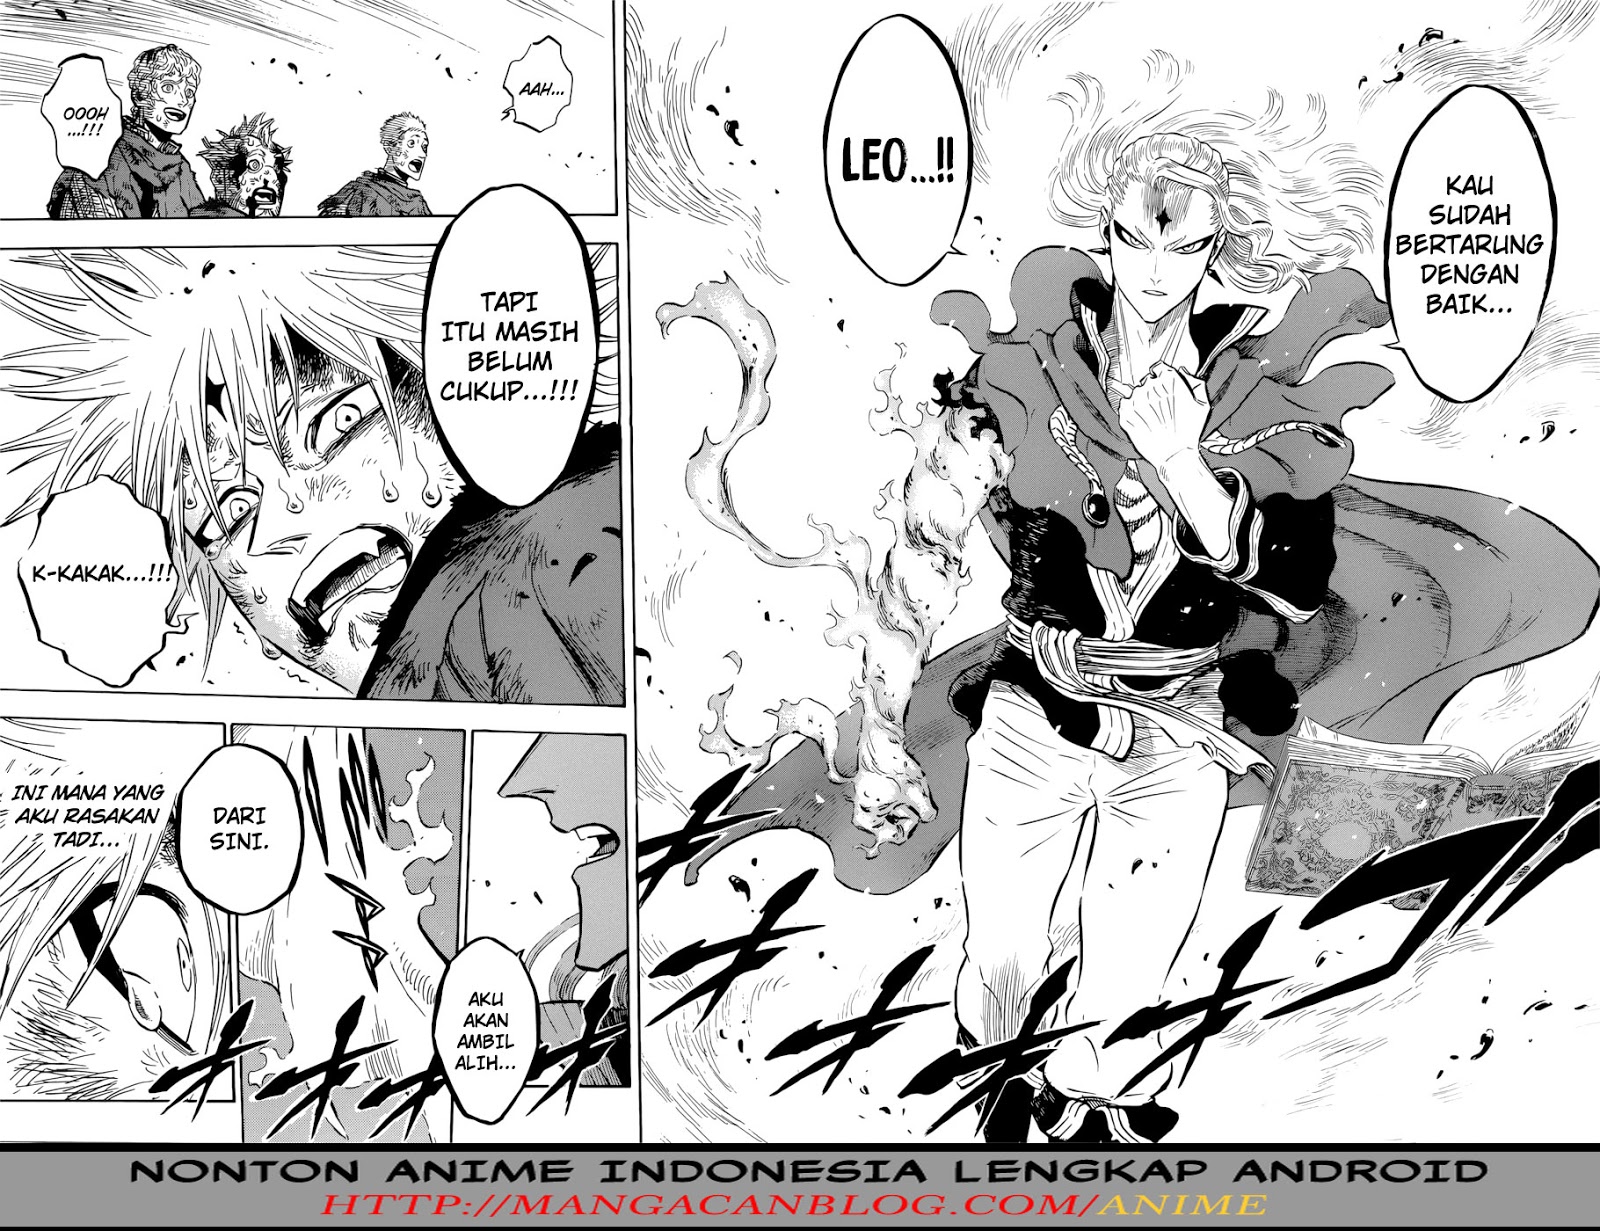 KAU
SUDAH
BERTARUNG
DENGAN
BAIK...
LEO...!!
AAH...
OOOH
...!!!
TAPI
ITU MASIH
BELUM
CUKUP...!!!
K-KAKAK...!!!
AKU
AKAN
AMBIL
ALIH...
DARI
SINI.
INI MANA YANG
AKU RASAKAN
TADI...
NONTON ANIME INDONESIA LENGKAP ANDROID
HTTP://MANGACANBLOG.COM/ANIME